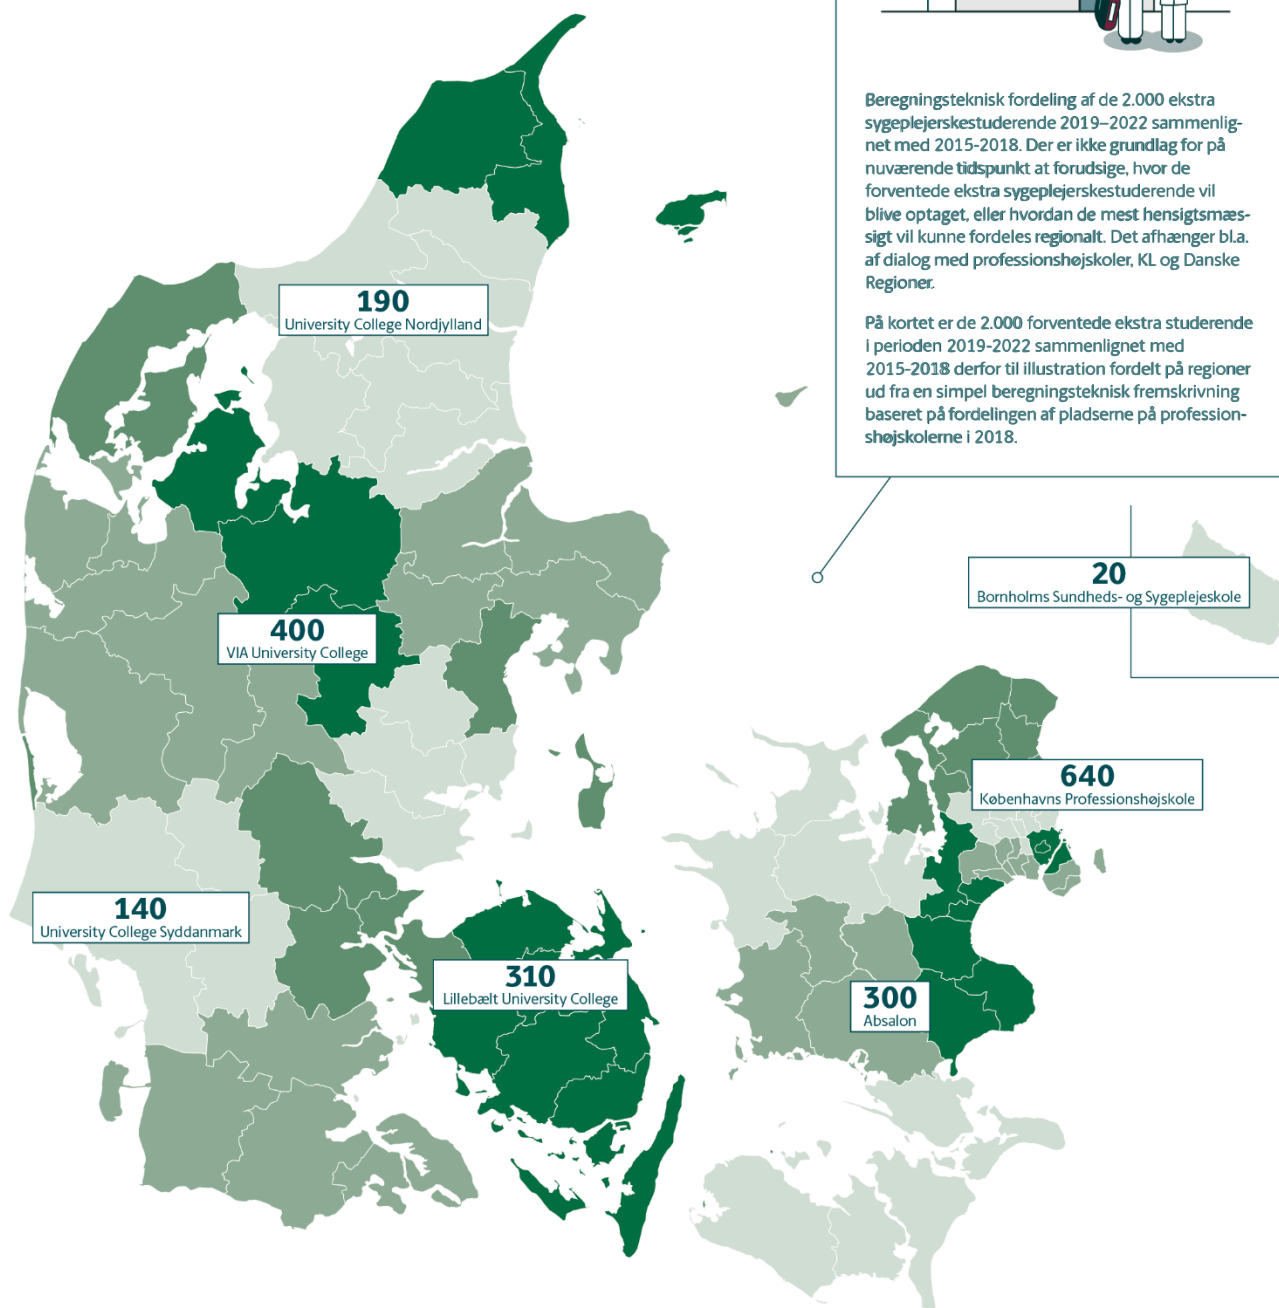 Beregningsteknisk fordeling af de 2.000 ekstra
sygeplejerskestuderende 2019–2022 sammenlig-
net med 2015-2018. Der er ikke grundlag for på
nuværende tidspunkt at forudsige, hvor de
forventede ekstra sygeplejerskestuderende vil
blive optaget, eller hvordan de mest hensigtsmæs-
sigt vil kunne fordeles regionalt. Det afhænger bl.a.
af dialog med professionshøjskoler, KL og Danske
Regioner.
På kortet er de 2.000 forventede ekstra studerende
i perioden 2019-2022 sammenlignet med
2015-2018 derfor til illustration fordelt på regioner
ud fra en simpel beregningsteknisk fremskrivning
baseret på fordelingen af pladserne på profession-
shøjskolerne i 2018.
190
University College Nordjylland
20
Bornholms Sundheds- og Sygeplejeskole
400
VIA University College
640
Københavns Professionshøjskole
140
University College Syddanmark
310
Lillebælt University College
300
Absalon